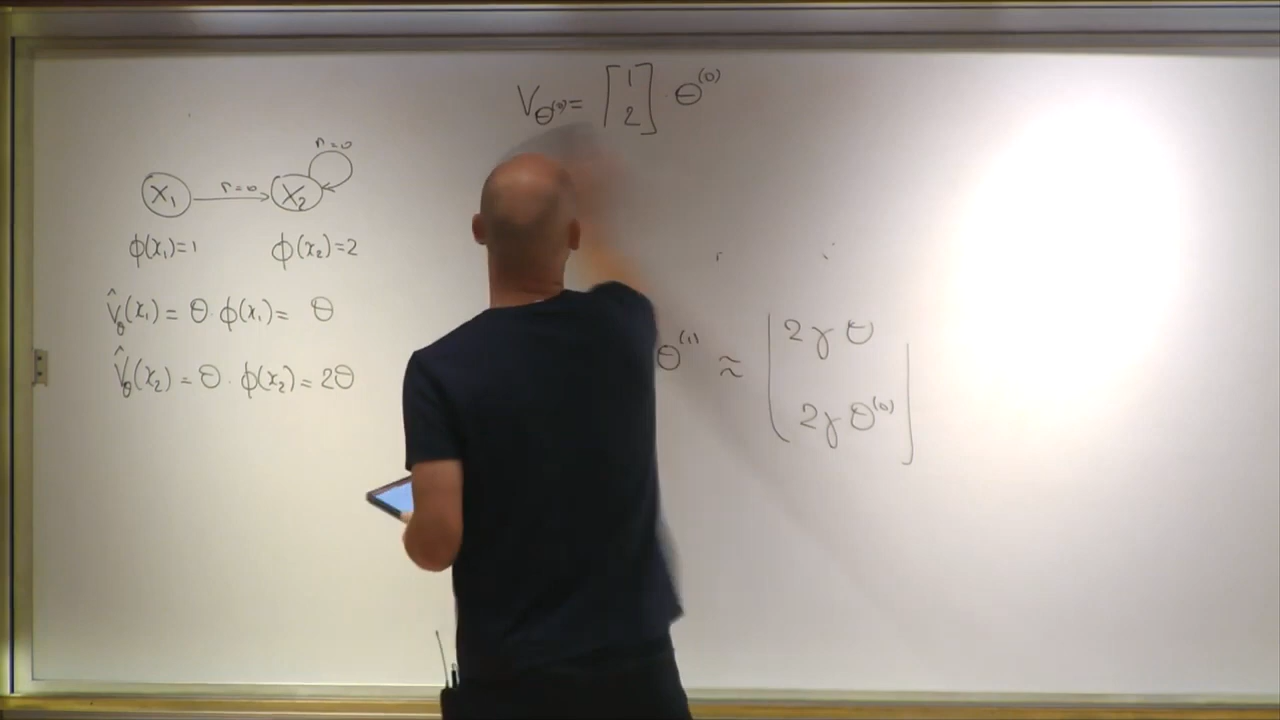 V_θ^(0) = [1 2] · θ^(0)
r=0
x₁ r=0 x₂
ϕ(x₁)=1 ϕ(x₂)=2
V̂_θ(x₁) = θ·ϕ(x₁) = θ
V̂_θ(x₂) = θ·ϕ(x₂) = 2θ
θ^(1) ≈ [2γθ
2γθ^(0)]